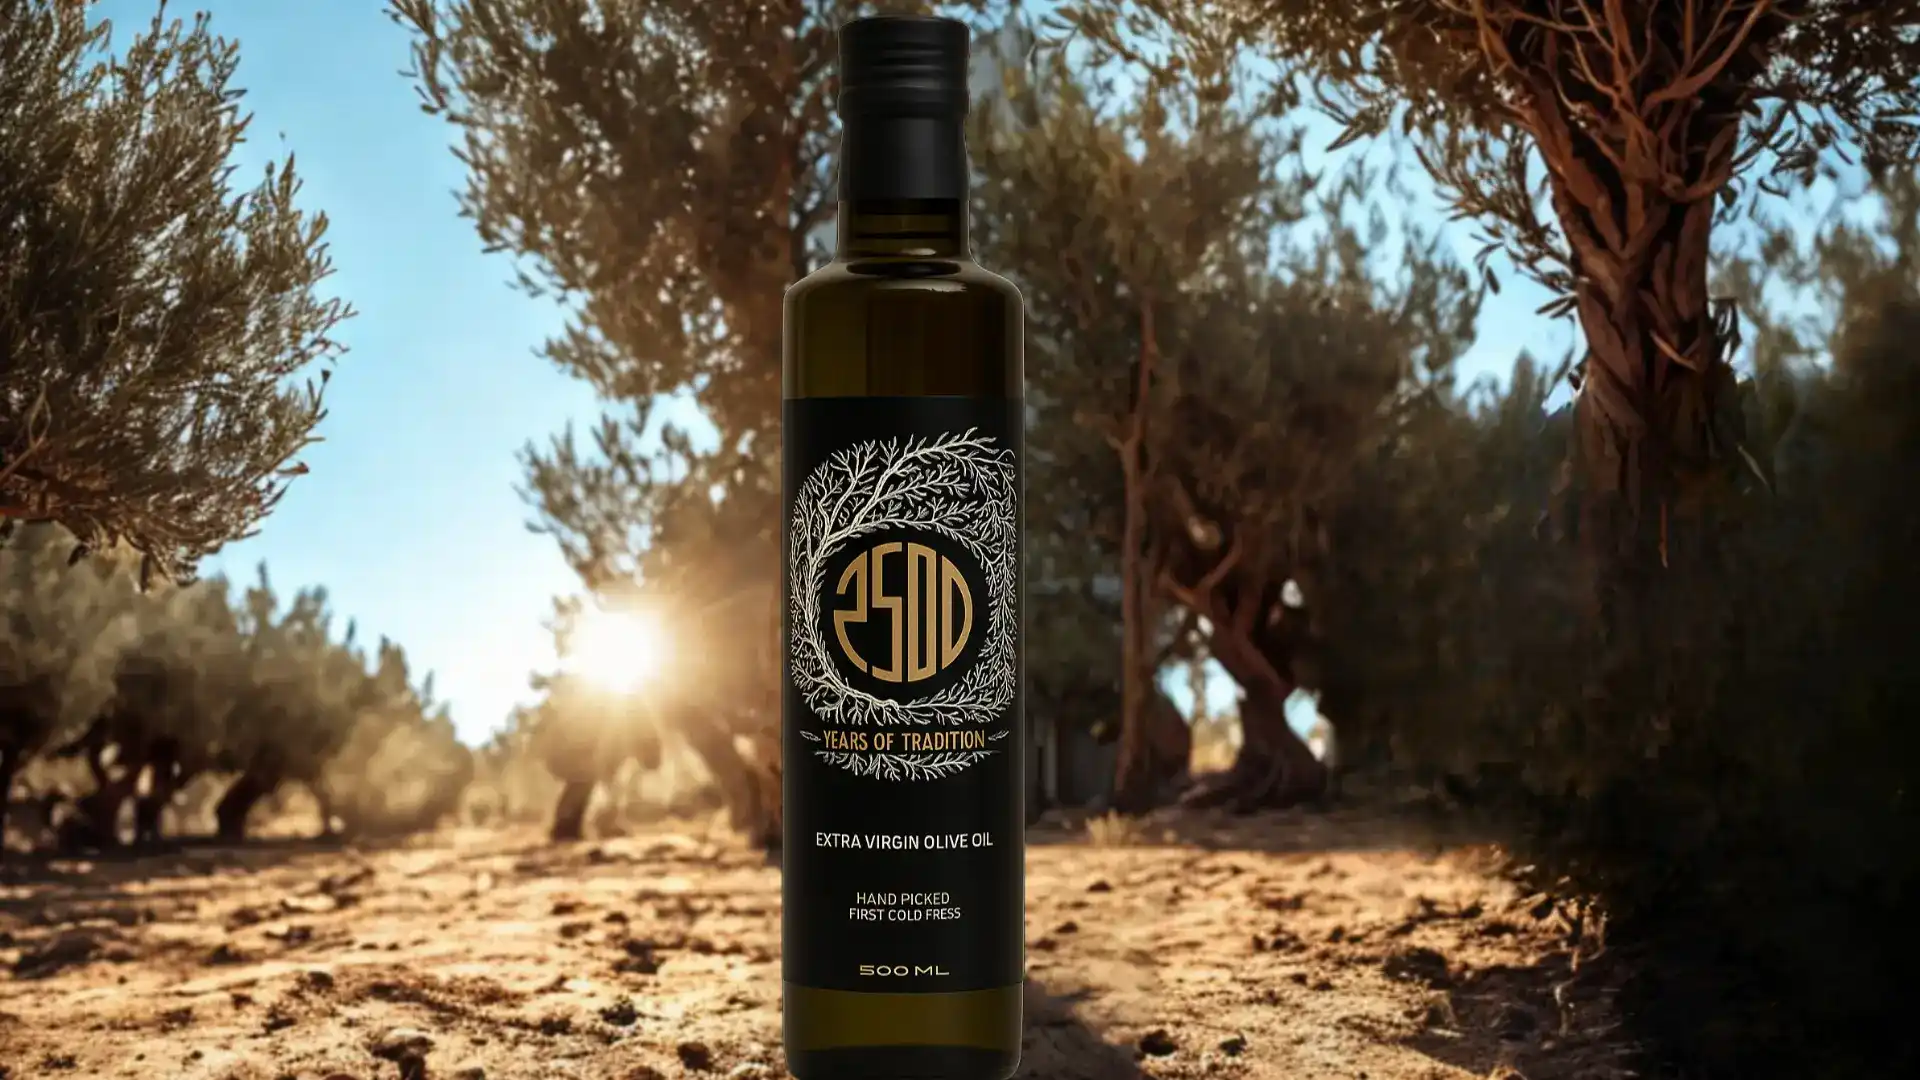 2500
YEARS OF TRADITION
EXTRA VIRGIN OLIVE OIL
HAND PICKED
FIRST COLD FRESS
500 ML